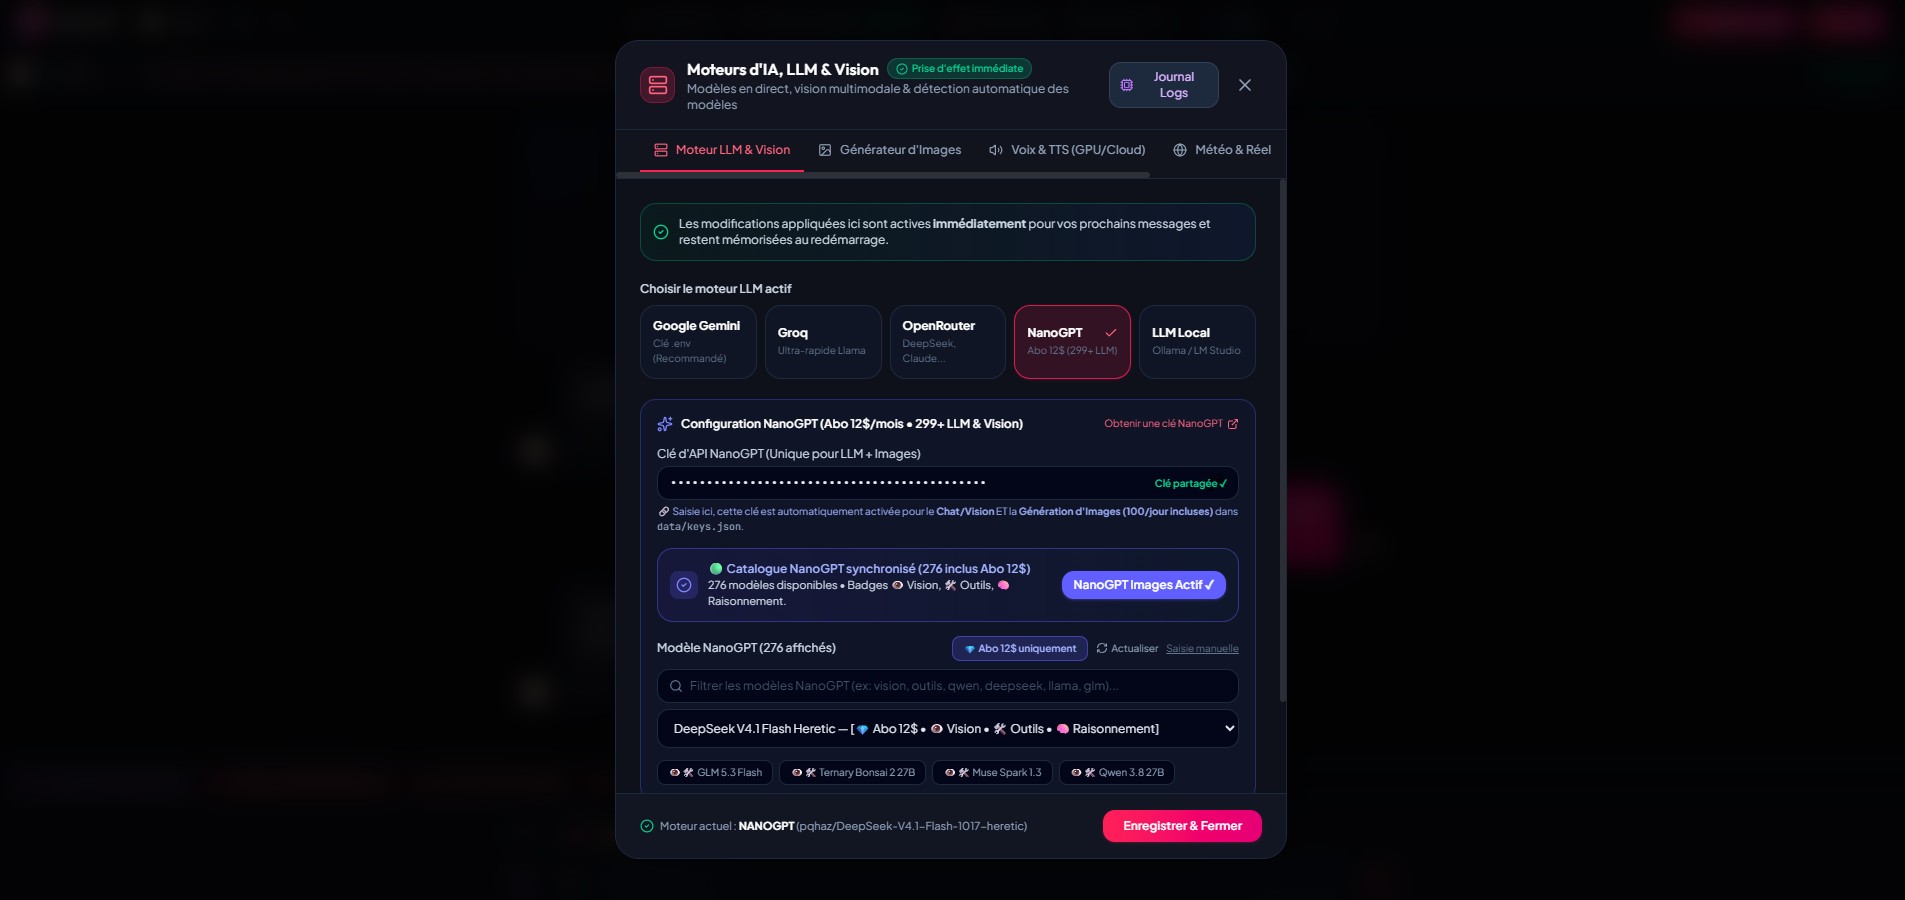 Moteurs d'IA, LLM & Vision
Prise d'effet immédiate
Modèles en direct, vision multimodale & détection automatique des
modèles
Journal
Logs
Moteur LLM & Vision
Générateur d'Images
Voix & TTS (GPU/Cloud)
Météo & Réel
Les modifications appliquées ici sont actives immédiatement pour vos prochains messages et
restent mémorisées au redémarrage.
Choisir le moteur LLM actif
Google Gemini
Clé .env
(Recommandé)
Groq
Ultra-rapide Llama
OpenRouter
DeepSeek,
Claude...
NanoGPT
Abo 12$ (299+ LLM)
LLM Local
Ollama / LM Studio
Configuration NanoGPT (Abo 12$/mois • 299+ LLM & Vision)
Obtenir une clé NanoGPT
Clé d'API NanoGPT (Unique pour LLM + Images)
Clé partagée ✓
🔗 Saisie ici, cette clé est automatiquement activée pour le Chat/Vision ET la Génération d'Images (100/jour incluses) dans
data/keys.json.
🟢 Catalogue NanoGPT synchronisé (276 inclus Abo 12$)
276 modèles disponibles • Badges 👁️ Vision, 🛠️ Outils, 🧠
Raisonnement.
NanoGPT Images Actif ✓
Modèle NanoGPT (276 affichés)
💎 Abo 12$ uniquement
Actualiser
Saisie manuelle
Filtrer les modèles NanoGPT (ex: vision, outils, qwen, deepseek, llama, glm)...
DeepSeek V4.1 Flash Heretic — [💎 Abo 12$ • 👁️ Vision • 🛠️ Outils • 🧠 Raisonnement]
👁️🛠️ GLM 5.3 Flash
👁️🛠️ Ternary Bonsai 2 27B
👁️🛠️ Muse Spark 1.3
👁️🛠️ Qwen 3.8 27B
Moteur actuel : NANOGPT (pqhaz/DeepSeek-V4.1-Flash-1017-heretic)
Enregistrer & Fermer